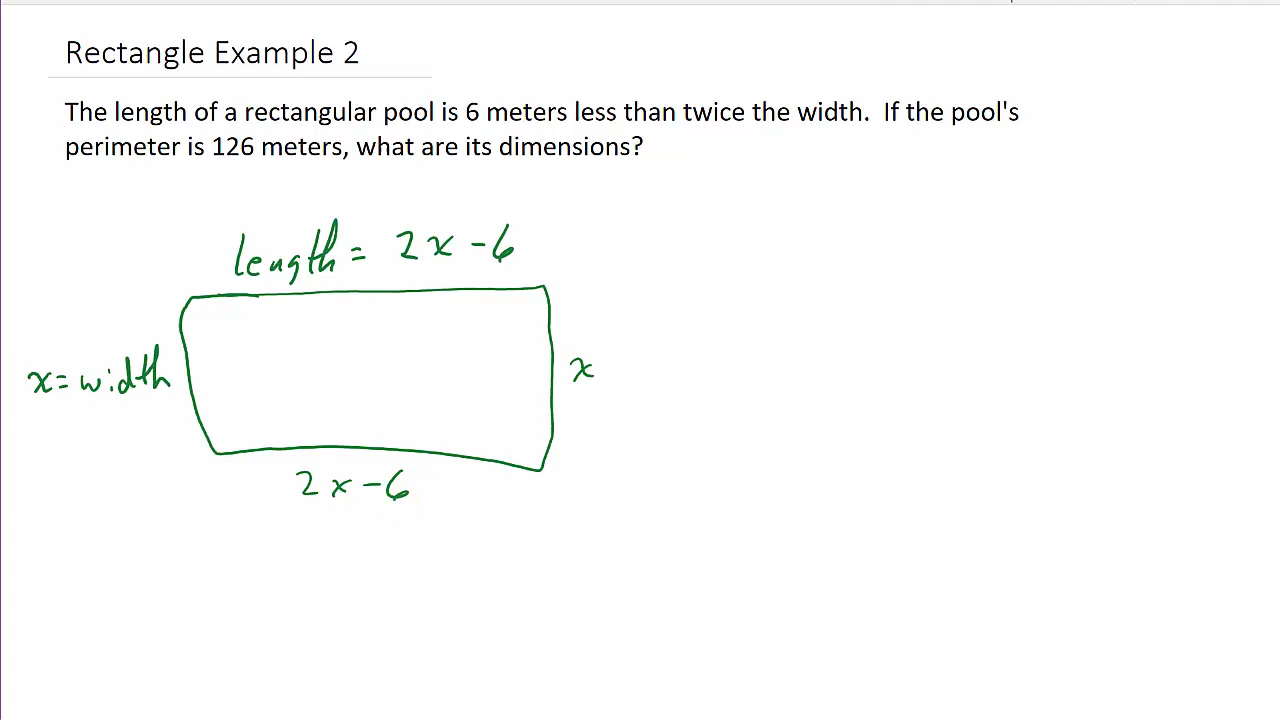 Rectangle Example 2
The length of a rectangular pool is 6 meters less than twice the width.  If the pool's
perimeter is 126 meters, what are its dimensions?
length = 2x - 6
x = width
x
2x - 6